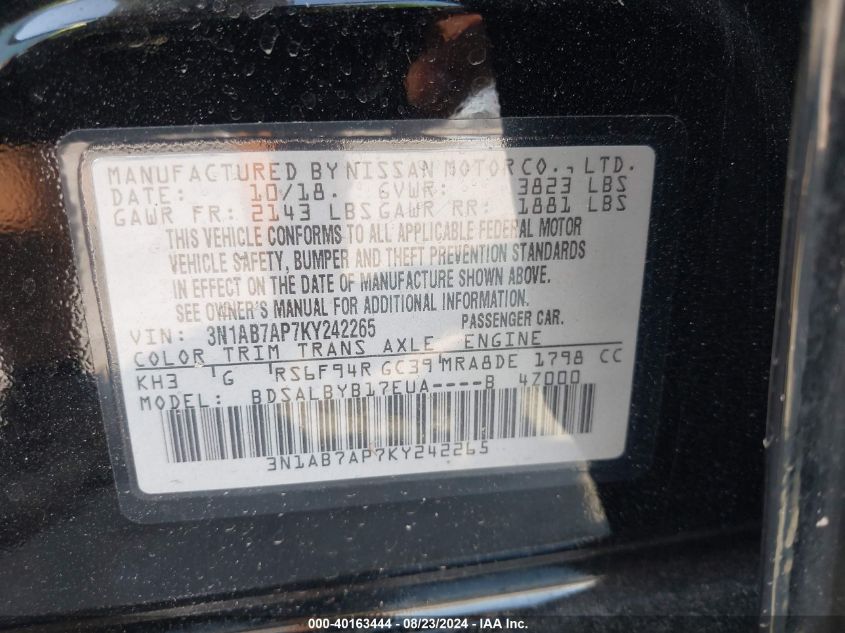 MANUFACTURED BY NISSAN MOTOR CO., LTD.
DATE: 10/18. GVWR: 3823 LBS
GAWR FR: 2143 LBS GAWR RR: 1881 LBS
THIS VEHICLE CONFORMS TO ALL APPLICABLE FEDERAL MOTOR
VEHICLE SAFETY, BUMPER AND THEFT PREVENTION STANDARDS
IN EFFECT ON THE DATE OF MANUFACTURE SHOWN ABOVE.
SEE OWNER'S MANUAL FOR ADDITIONAL INFORMATION.
VIN: 3N1AB7AP7KY242265 PASSENGER CAR.
COLOR TRIM TRANS AXLE ENGINE
KH3 'G 'RS6F94R GC39'MRA8DE 1798 CC
MODEL: BDSALBYB17EUA----B 4Z000
3N1AB7AP7KY242265
000-40163444 - 08/23/2024 - IAA Inc.